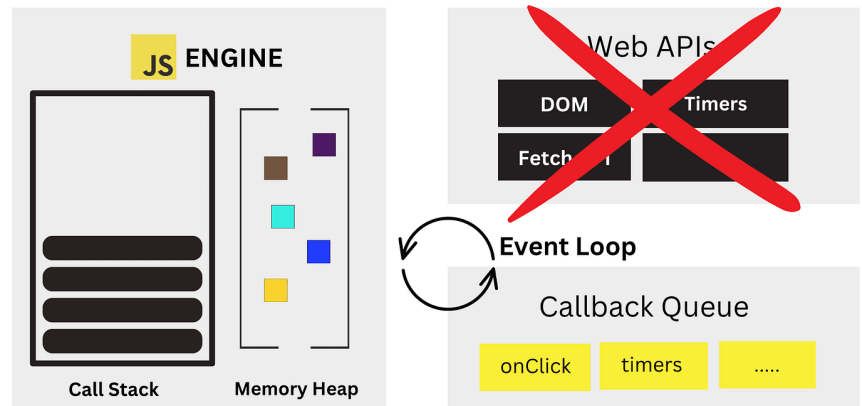 JS ENGINE
Call Stack
Memory Heap
Web APIs
DOM
Timers
Fetch
Event Loop
Callback Queue
onClick
timers
.....